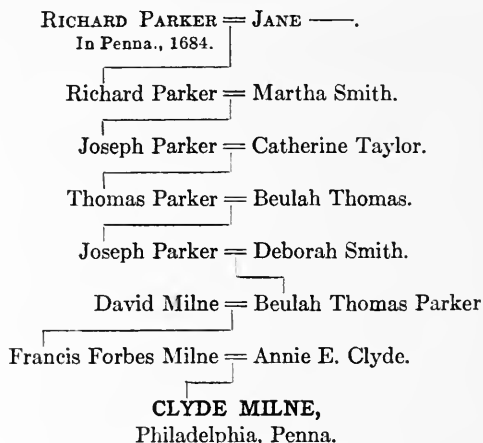 RICHARD PARKER = JANE ——.
In Penna., 1684.
Richard Parker = Martha Smith.
Joseph Parker = Catherine Taylor.
Thomas Parker = Beulah Thomas.
Joseph Parker = Deborah Smith.
David Milne = Beulah Thomas Parker
Francis Forbes Milne = Annie E. Clyde.
CLYDE MILNE,
Philadelphia, Penna.